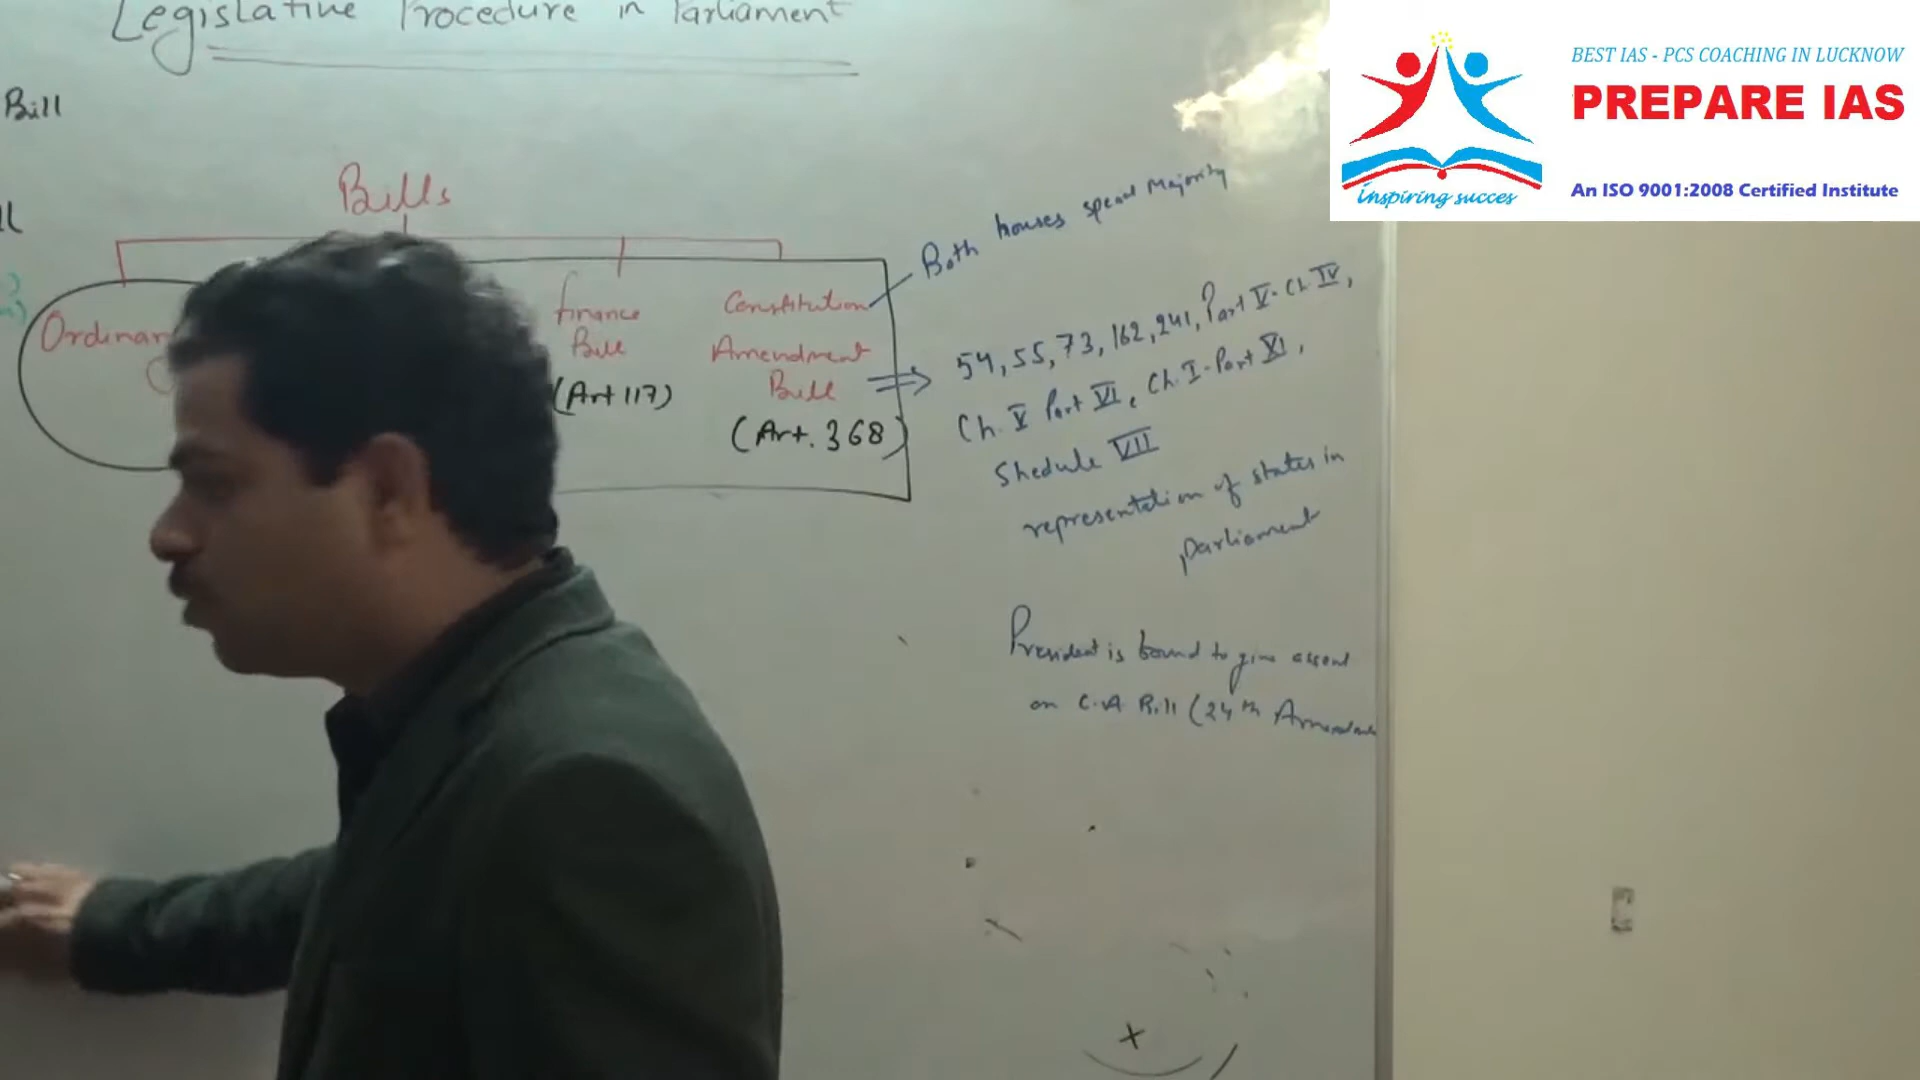 Legislative Procedure in Parliament
BEST IAS - PCS COACHING IN LUCKNOW
PREPARE IAS
An ISO 9001:2008 Certified Institute
inspiring succes
Bill
Bills
Both houses special Majority
Ordinar
finance
Bill
(Art 117)
Constitution
Amendment
Bill
(Art. 368)
54, 55, 73, 162, 241, Part V - Ch. IV,
Ch. V Part VI, Ch. I - Part XI,
Shedule VII
representation of states in
parliament
President is bound to give assent
on C.A. Bill (24th Amendm